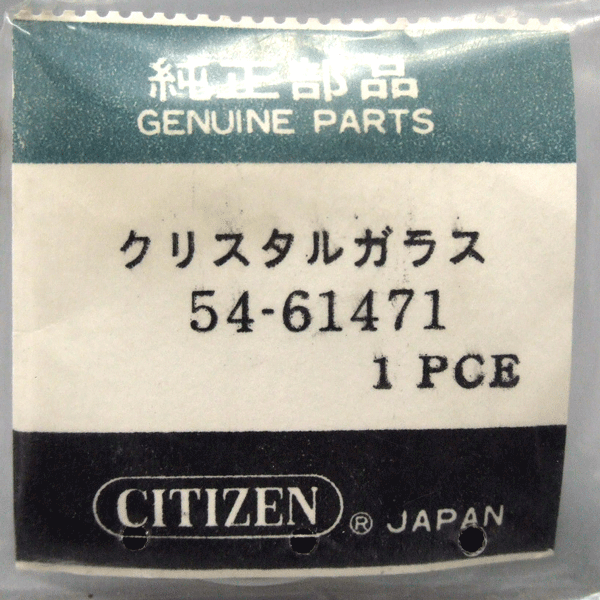 純正部品
GENUINE PARTS
クリスタルガラス
54-61471
1 PCE
CITIZEN ® JAPAN